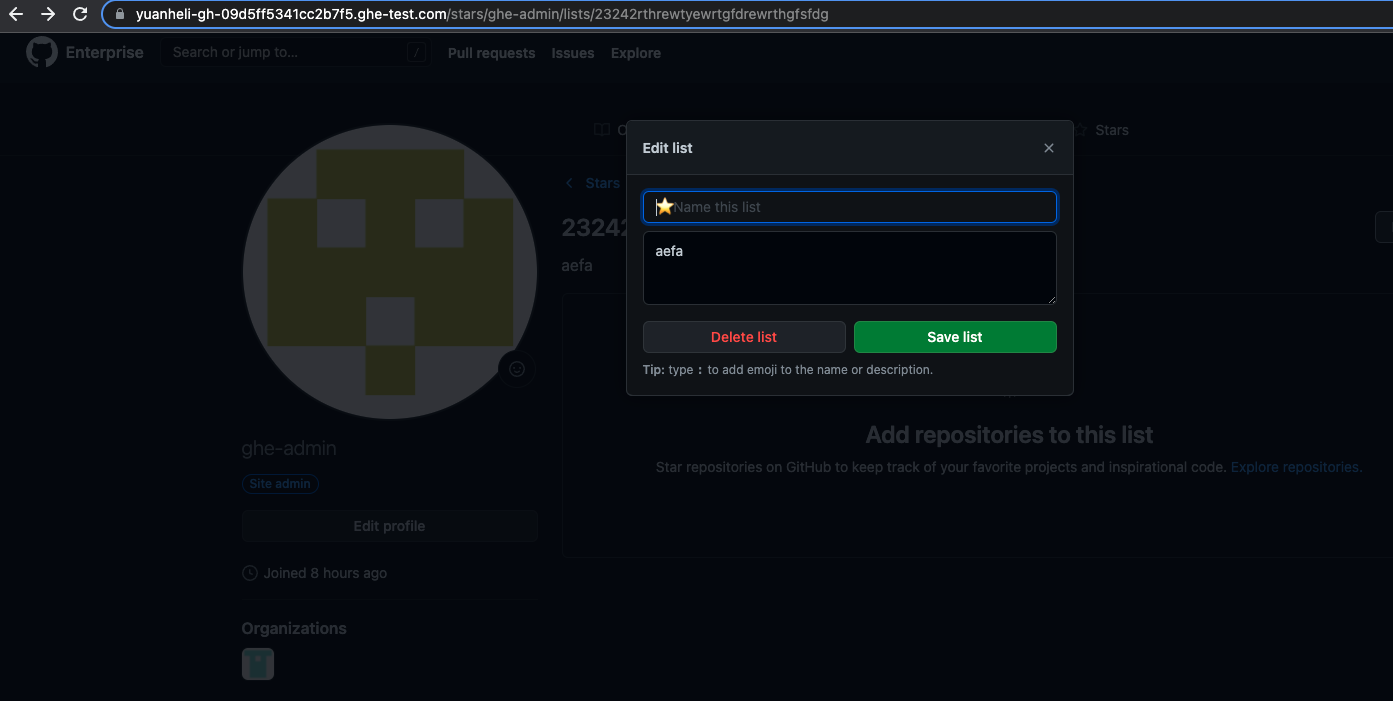 yuanheli-gh-09d5ff5341cc2b7f5.ghe-test.com/stars/ghe-admin/lists/23242rthrewtyewrtgfdrewrthgfsfdg
Enterprise Search or jump to... / Pull requests Issues Explore
Stars
Edit list
Stars
⭐Name this list
23242
aefa
aefa
Delete list Save list
Tip: type : to add emoji to the name or description.
Add repositories to this list
Star repositories on GitHub to keep track of your favorite projects and inspirational code. Explore repositories.
ghe-admin
Site admin
Edit profile
Joined 8 hours ago
Organizations